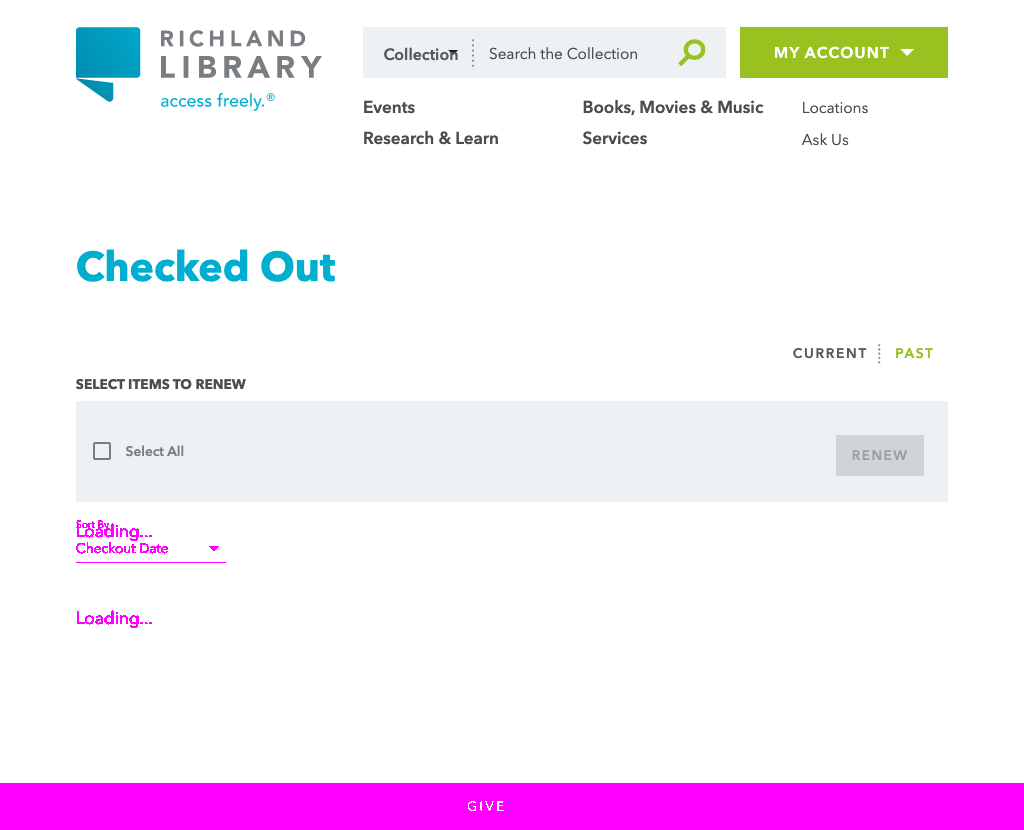 RICHLAND
LIBRARY
access freely.®
Collection
Search the Collection
MY ACCOUNT
Events
Books, Movies & Music
Locations
Research & Learn
Services
Ask Us
Checked Out
CURRENT
PAST
SELECT ITEMS TO RENEW
Select All
RENEW
Sort By
Loading...
Checkout Date
Loading...
GIVE